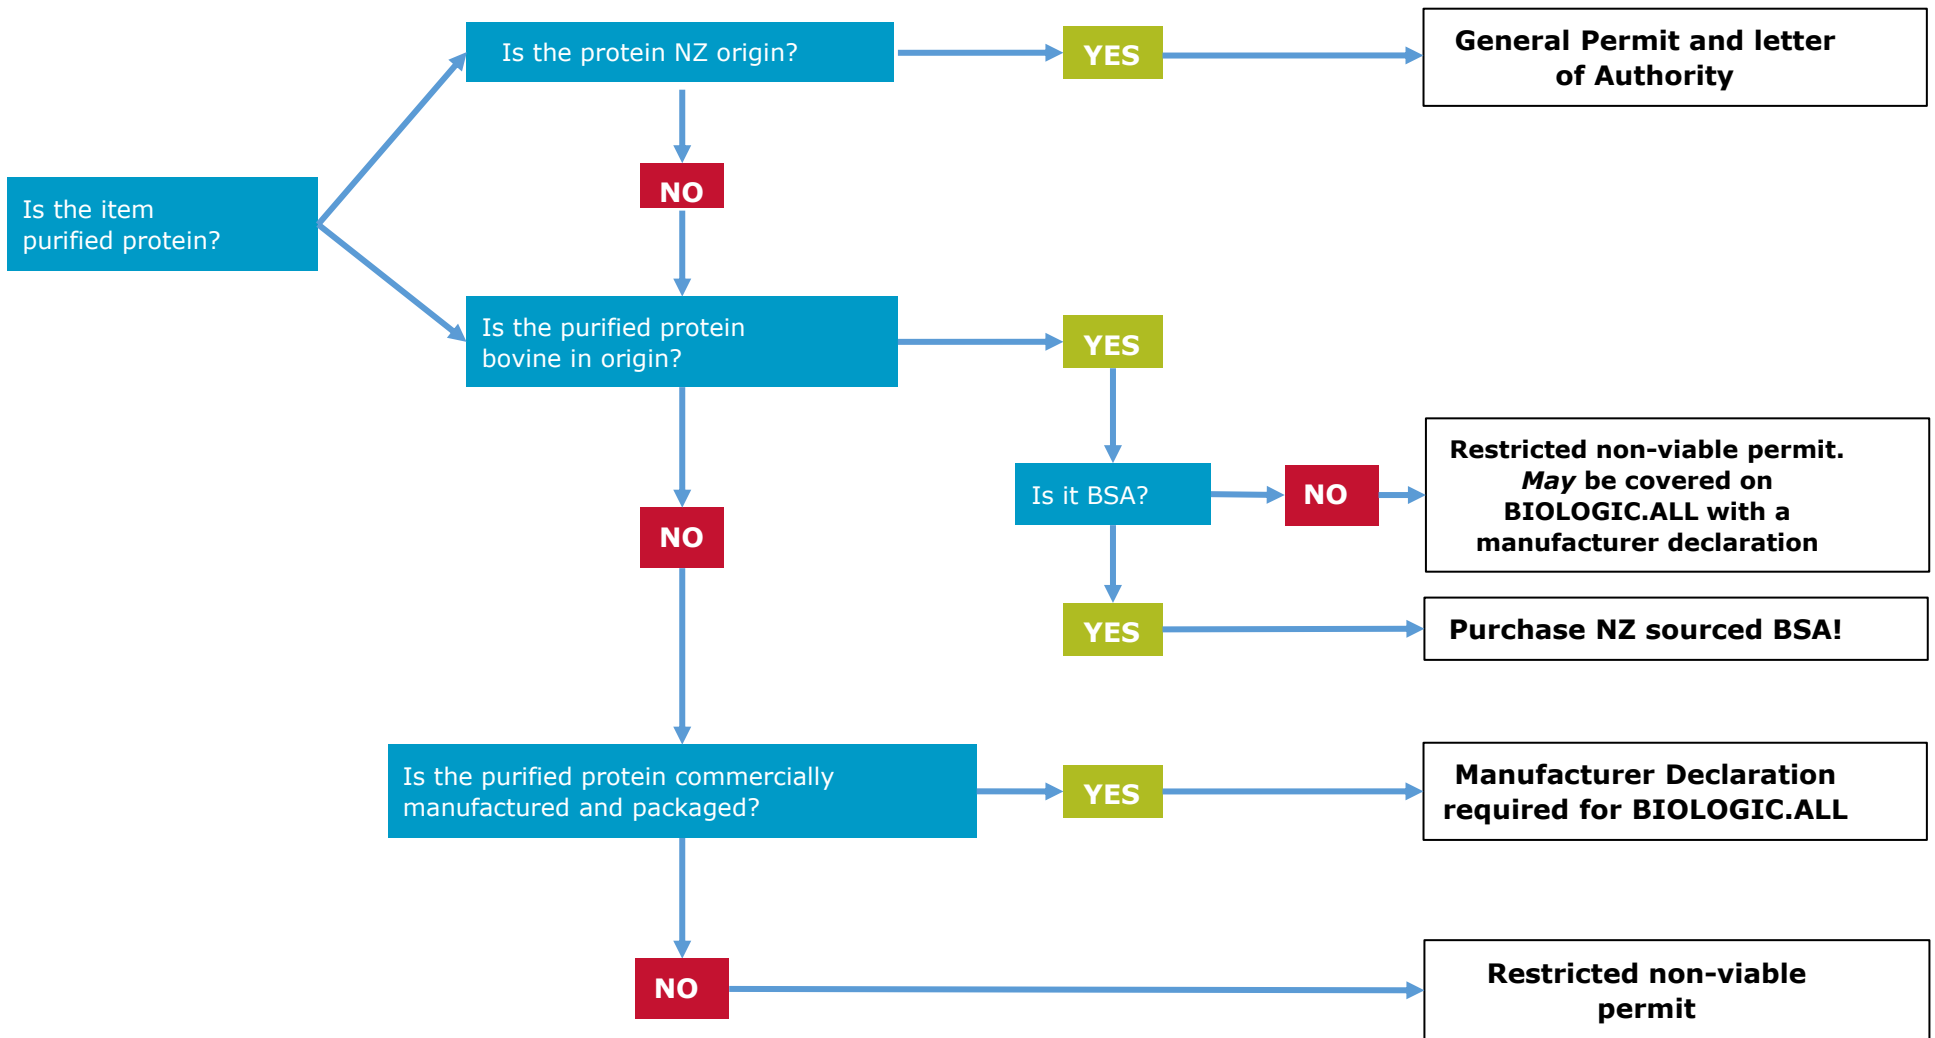 Is the protein NZ origin?
YES
General Permit and letter
of Authority
NO
Is the item
purified protein?
Is the purified protein
bovine in origin?
YES
Is it BSA?
NO
Restricted non-viable permit.
May be covered on
BIOLOGIC.ALL with a
manufacturer declaration
NO
YES
Purchase NZ sourced BSA!
Is the purified protein commercially
manufactured and packaged?
YES
Manufacturer Declaration
required for BIOLOGIC.ALL
NO
Restricted non-viable
permit